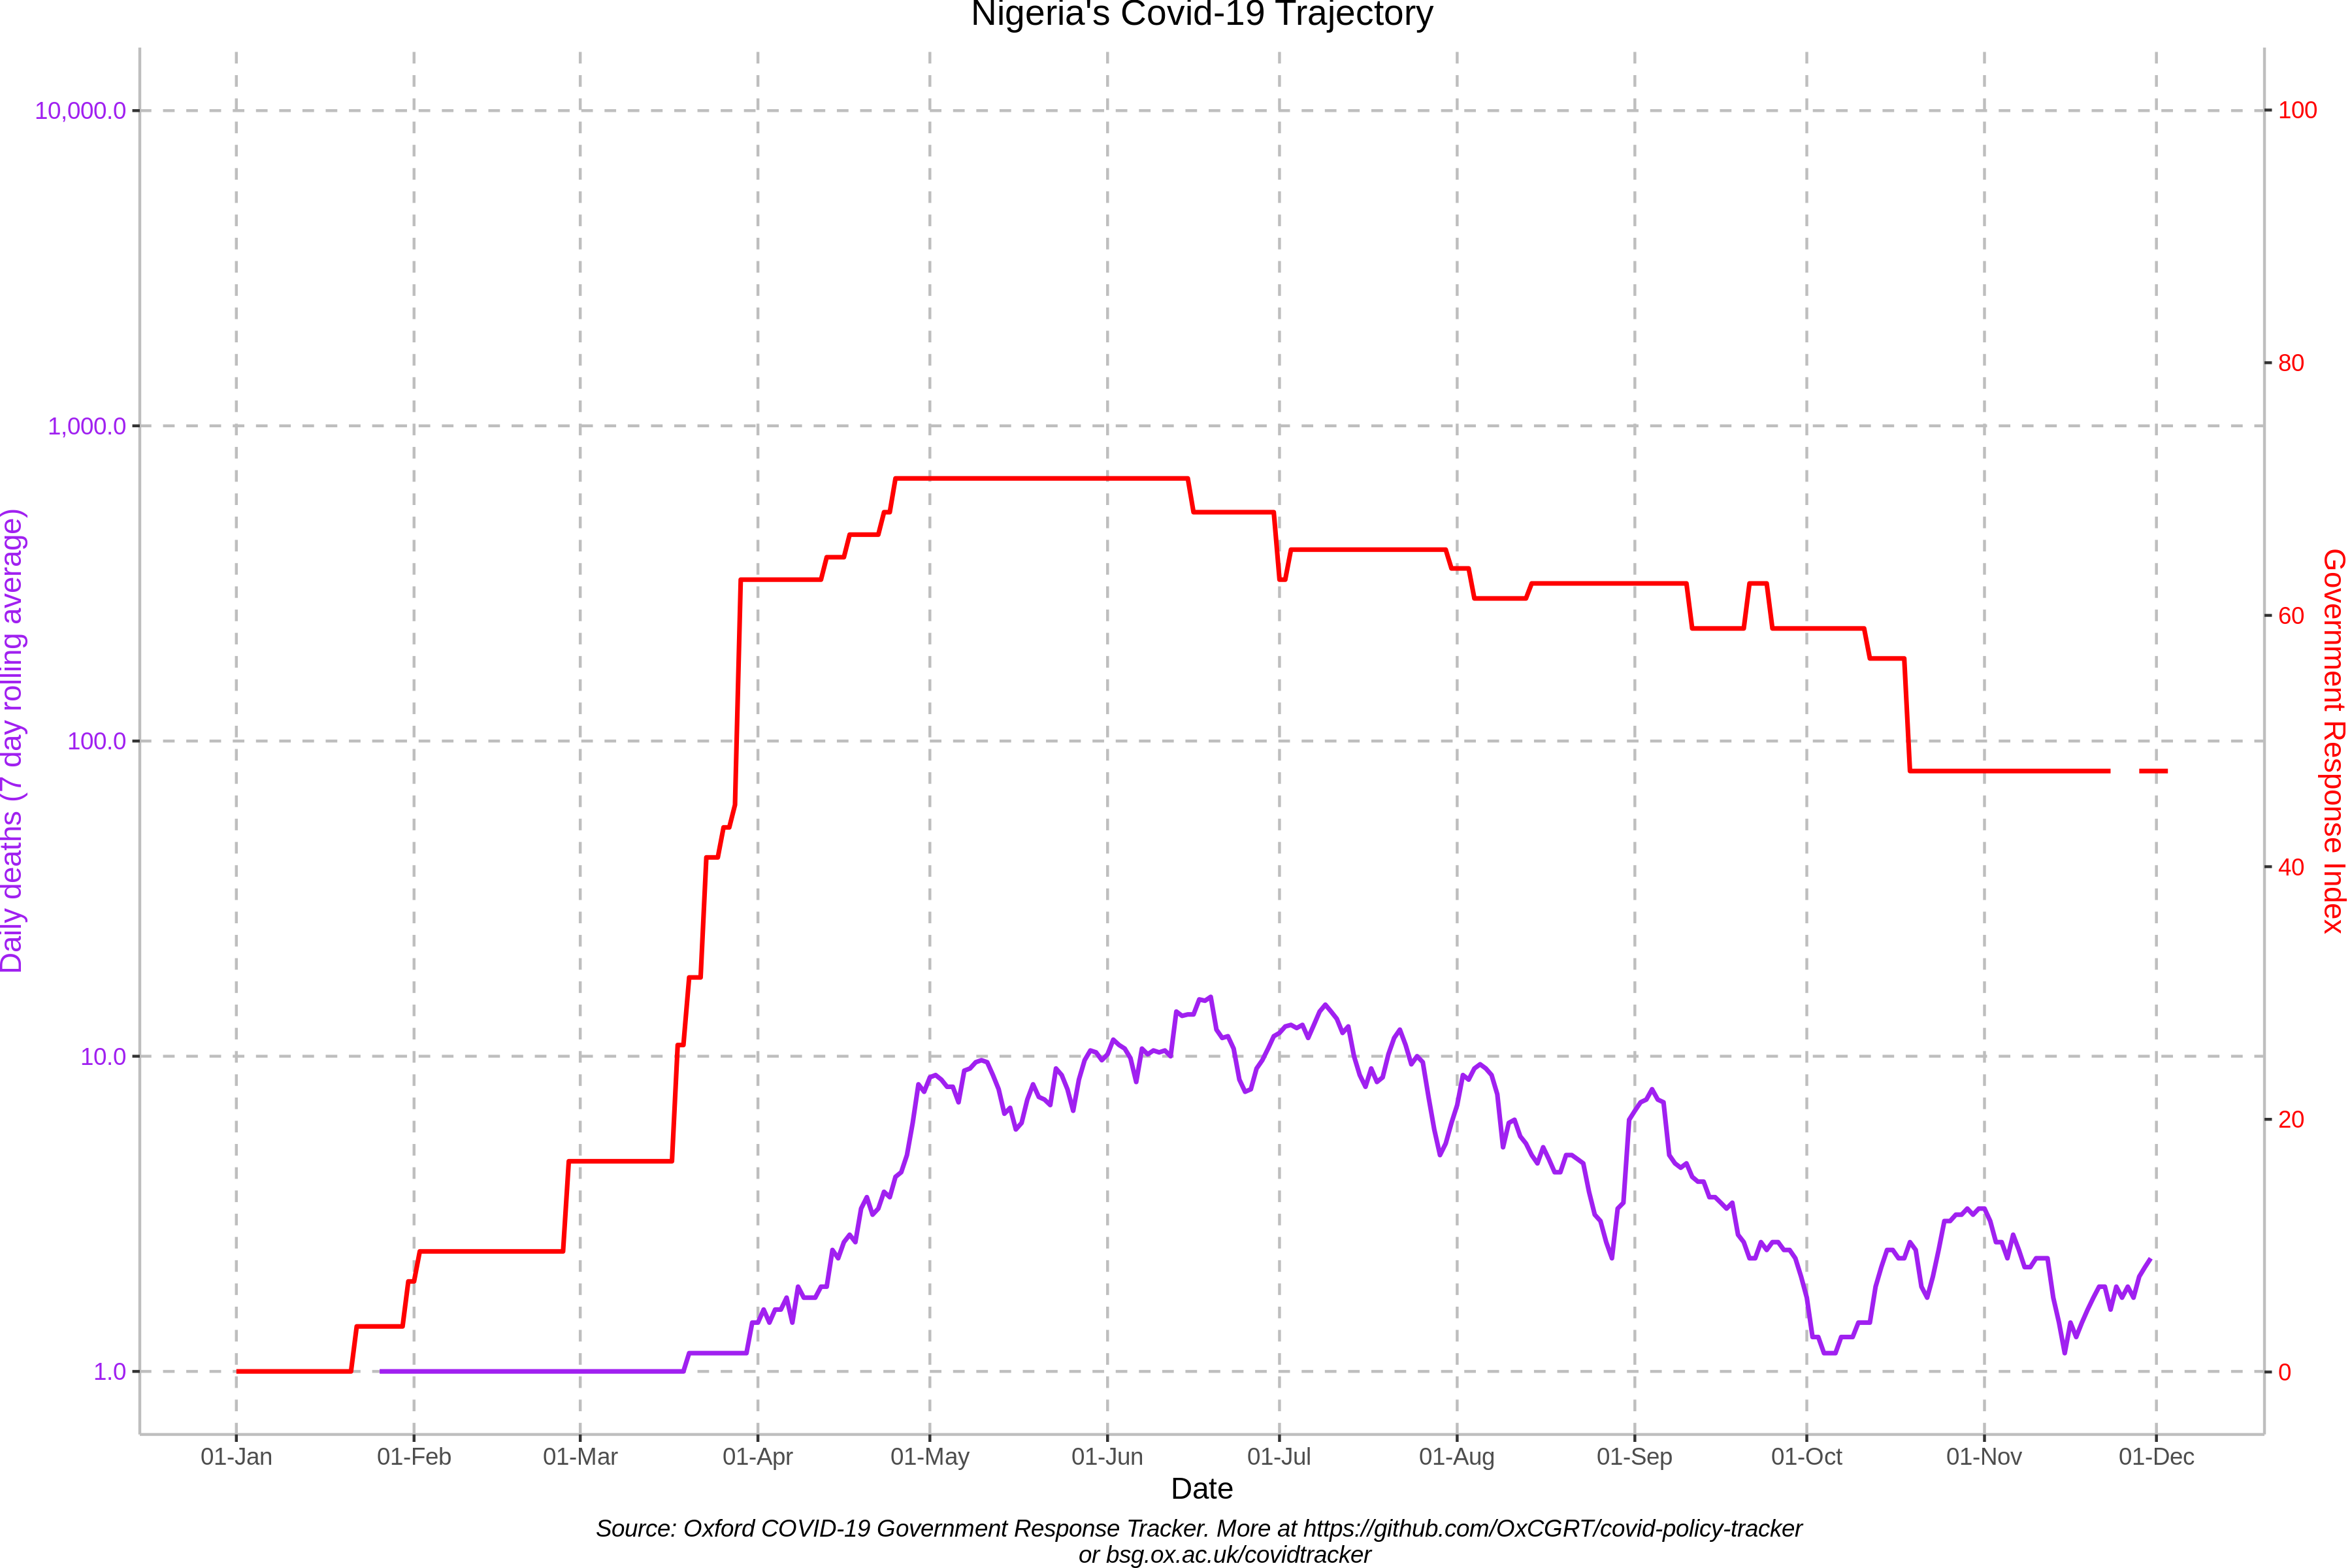 Nigeria's Covid-19 Trajectory
10,000.0
1,000.0
100.0
10.0
1.0
Daily deaths (7 day rolling average)
100
80
60
40
20
0
Government Response Index
01-Jan
01-Feb
01-Mar
01-Apr
01-May
01-Jun
01-Jul
01-Aug
01-Sep
01-Oct
01-Nov
01-Dec
Date
Source: Oxford COVID-19 Government Response Tracker. More at https://github.com/OxCGRT/covid-policy-tracker
or bsg.ox.ac.uk/covidtracker